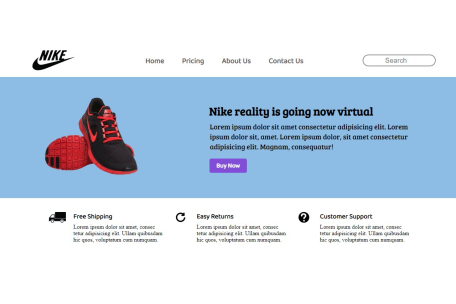 NIKE
Home Pricing About Us Contact Us Search
Nike reality is going now virtual
Lorem ipsum dolor sit amet consectetur adipisicing elit. Lorem
ipsum dolor sit, amet. Lorem ipsum dolor sit amet consectetur
adipisicing elit. Magnam, consequatur!
Buy Now
Free Shipping
Lorem ipsum dolor sit amet, consec
tetur adipisicing elit. Ullam quibusdam
hic quos, voluptatum cum numquam.
Easy Returns
Lorem ipsum dolor sit amet, consec
tetur adipisicing elit. Ullam quibusdam
hic quos, voluptatum cum numquam.
Customer Support
Lorem ipsum dolor sit amet, consec
tetur adipisicing elit. Ullam quibusdam
hic quos, voluptatum cum numquam.